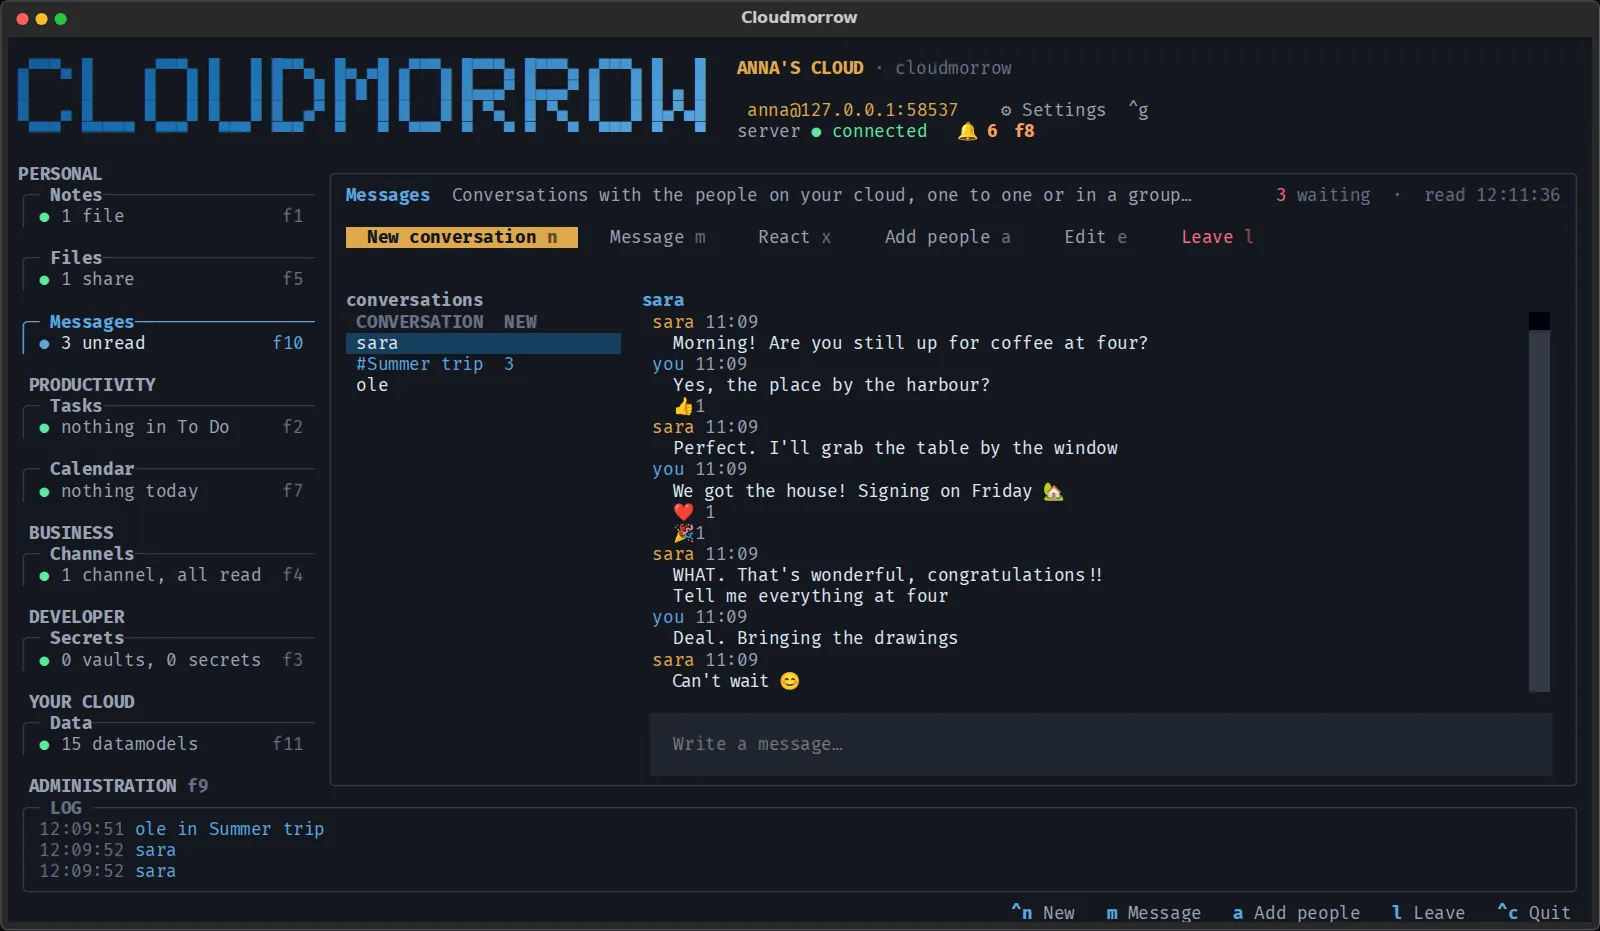 Cloudmorrow
CLOUDMORROW
ANNA'S CLOUD · cloudmorrow
anna@127.0.0.1:58537 ⚙ Settings ^g
server ● connected 🔔 6 f8
PERSONAL
Notes
● 1 file f1
Files
● 1 share f5
Messages
● 3 unread f10
PRODUCTIVITY
Tasks
● nothing in To Do f2
Calendar
● nothing today f7
BUSINESS
Channels
● 1 channel, all read f4
DEVELOPER
Secrets
● 0 vaults, 0 secrets f3
YOUR CLOUD
Data
● 15 datamodels f11
ADMINISTRATION f9
Messages Conversations with the people on your cloud, one to one or in a group… 3 waiting · read 12:11:36
New conversation n Message m React x Add people a Edit e Leave l
conversations
CONVERSATION NEW
sara
#Summer trip 3
ole
sara
sara 11:09
Morning! Are you still up for coffee at four?
you 11:09
Yes, the place by the harbour?
👍1
sara 11:09
Perfect. I'll grab the table by the window
you 11:09
We got the house! Signing on Friday 🏡
❤️ 1
🎉1
sara 11:09
WHAT. That's wonderful, congratulations!!
Tell me everything at four
you 11:09
Deal. Bringing the drawings
sara 11:09
Can't wait 😊
Write a message…
LOG
12:09:51 ole in Summer trip
12:09:52 sara
12:09:52 sara
^n New m Message a Add people l Leave ^c Quit